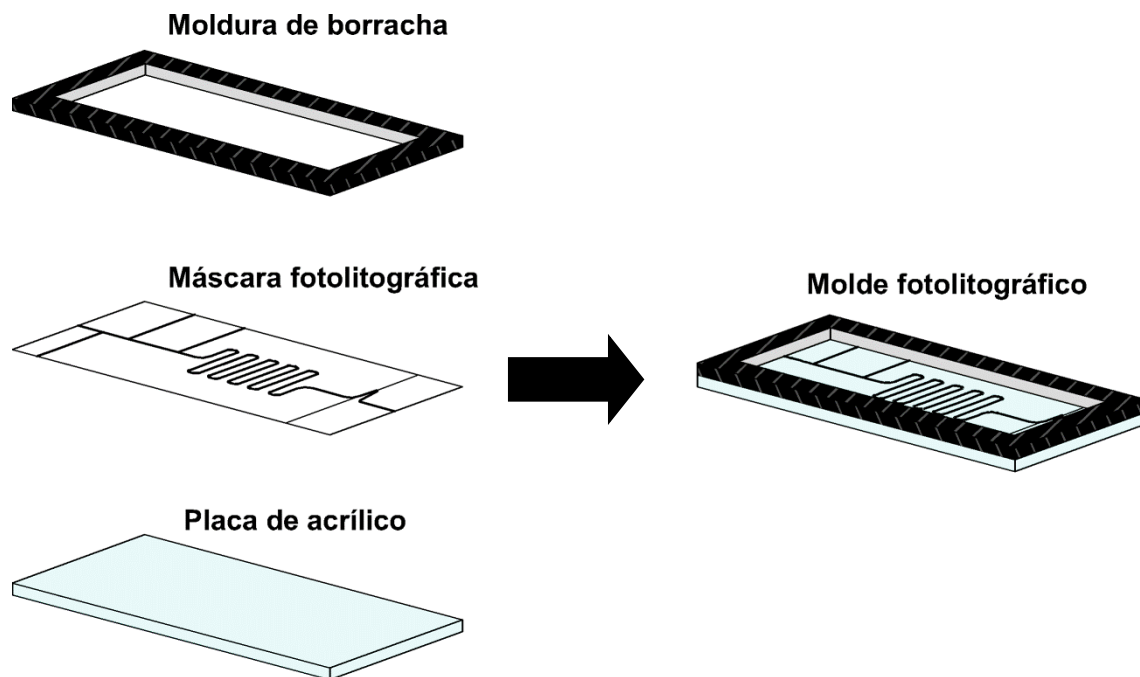 Moldura de borracha
Máscara fotolitográfica
Molde fotolitográfico
Placa de acrílico